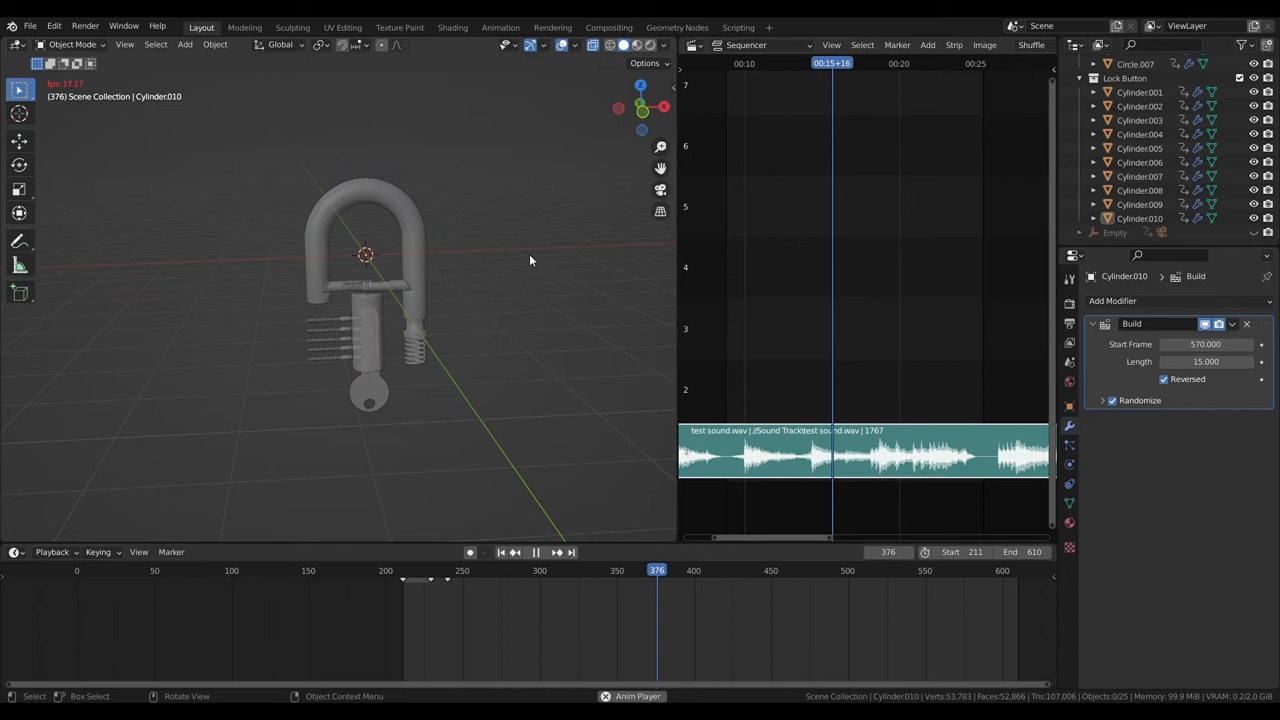 File Edit Render Window Help Layout Modeling Sculpting UV Editing Texture Paint Shading Animation Rendering Compositing Geometry Nodes Scripting + Scene ViewLayer
Object Mode View Select Add Object Global
Sequencer View Select Marker Add Strip Image Shuffle
Options
00:10 00:15+16 00:20 00:25
fps: 17.17
(376) Scene Collection | Cylinder.010
Z
X
7
6
5
4
3
2
test sound.wav | //Sound Track\test sound.wav | 1767
Circle.007
Lock Button
Cylinder.001
Cylinder.002
Cylinder.003
Cylinder.004
Cylinder.005
Cylinder.006
Cylinder.007
Cylinder.008
Cylinder.009
Cylinder.010
Empty
Cylinder.010 > Build
Add Modifier
Build
Start Frame 570.000
Length 15.000
Reversed
Randomize
Playback Keying View Marker 376 Start 211 End 610
0 50 100 150 200 250 300 350 376 400 450 500 550 600
Select Box Select Rotate View Object Context Menu Anim Player Scene Collection | Cylinder.010 | Verts:53,783 | Faces:52,866 | Tris:107,006 | Objects:0/25 | Memory: 99.9 MiB | VRAM: 0.2/2.0 GiB